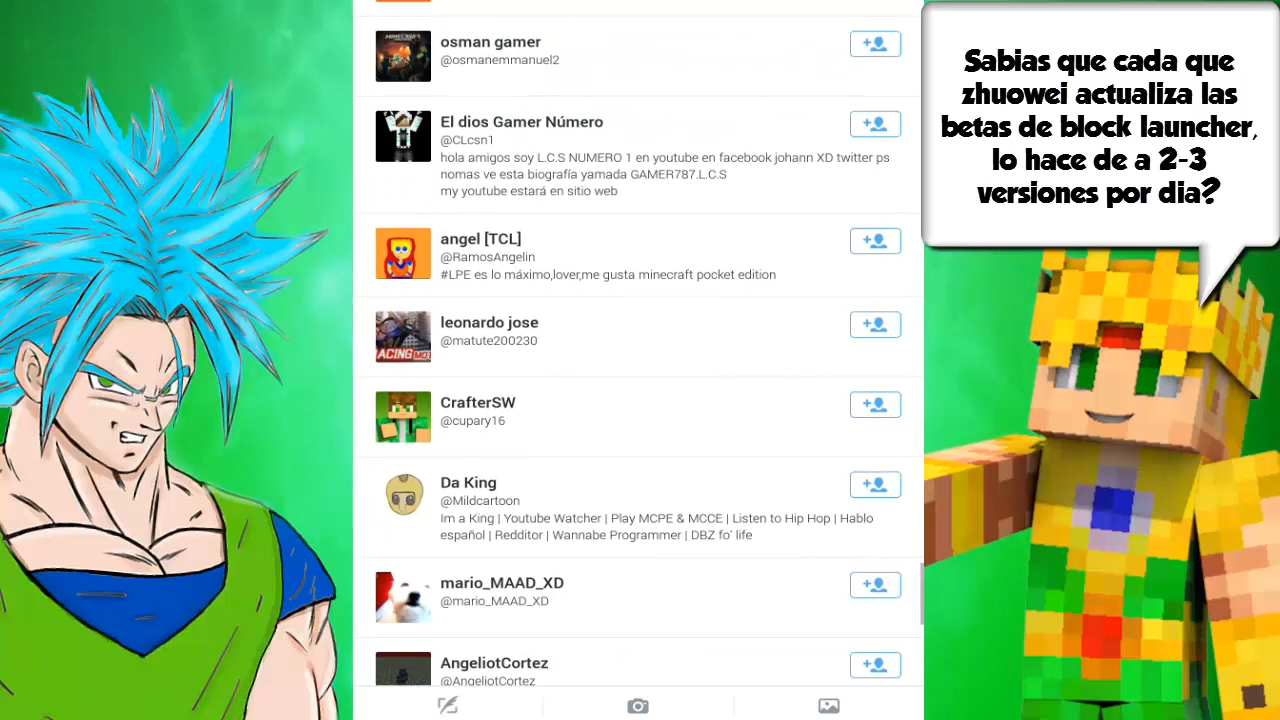 osman gamer
@osmanemmanuel2
El dios Gamer Número
@CLcsn1
hola amigos soy L.C.S NUMERO 1 en youtube en facebook johann XD twitter ps
nomas ve esta biografía yamada GAMER787.L.C.S
my youtube estará en sitio web
angel [TCL]
@RamosAngelin
#LPE es lo máximo,lover,me gusta minecraft pocket edition
leonardo jose
@matute200230
CrafterSW
@cupary16
Da King
@Mildcartoon
Im a King | Youtube Watcher | Play MCPE & MCCE | Listen to Hip Hop | Hablo
español | Redditor | Wannabe Programmer | DBZ fo' life
mario_MAAD_XD
@mario_MAAD_XD
AngeliotCortez
@AngeliotCortez
Sabias que cada que
zhuowei actualiza las
betas de block launcher,
lo hace de a 2-3
versiones por dia?
MINECRAFT
RACING